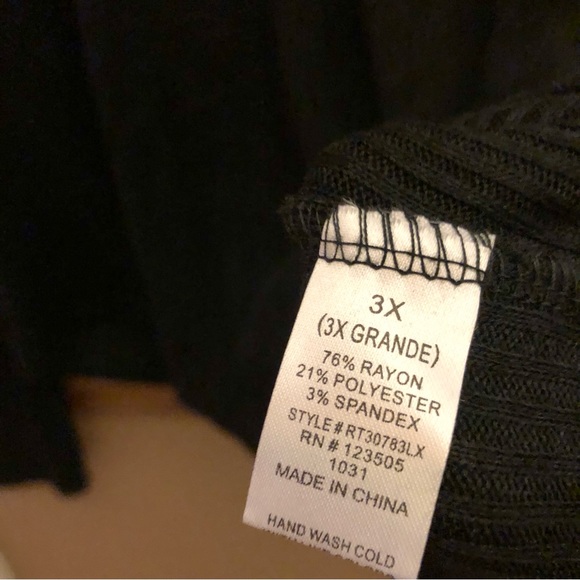 3X
(3X GRANDE)
76% RAYON
21% POLYESTER
3% SPANDEX
STYLE # RT30783LX
RN # 123505
1031
MADE IN CHINA
HAND WASH COLD